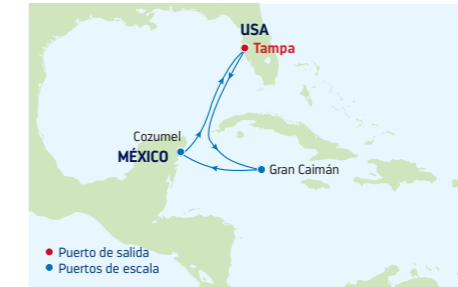 USA
Tampa
Cozumel
MÉXICO
Gran Caimán
Puerto de salida
Puertos de escala